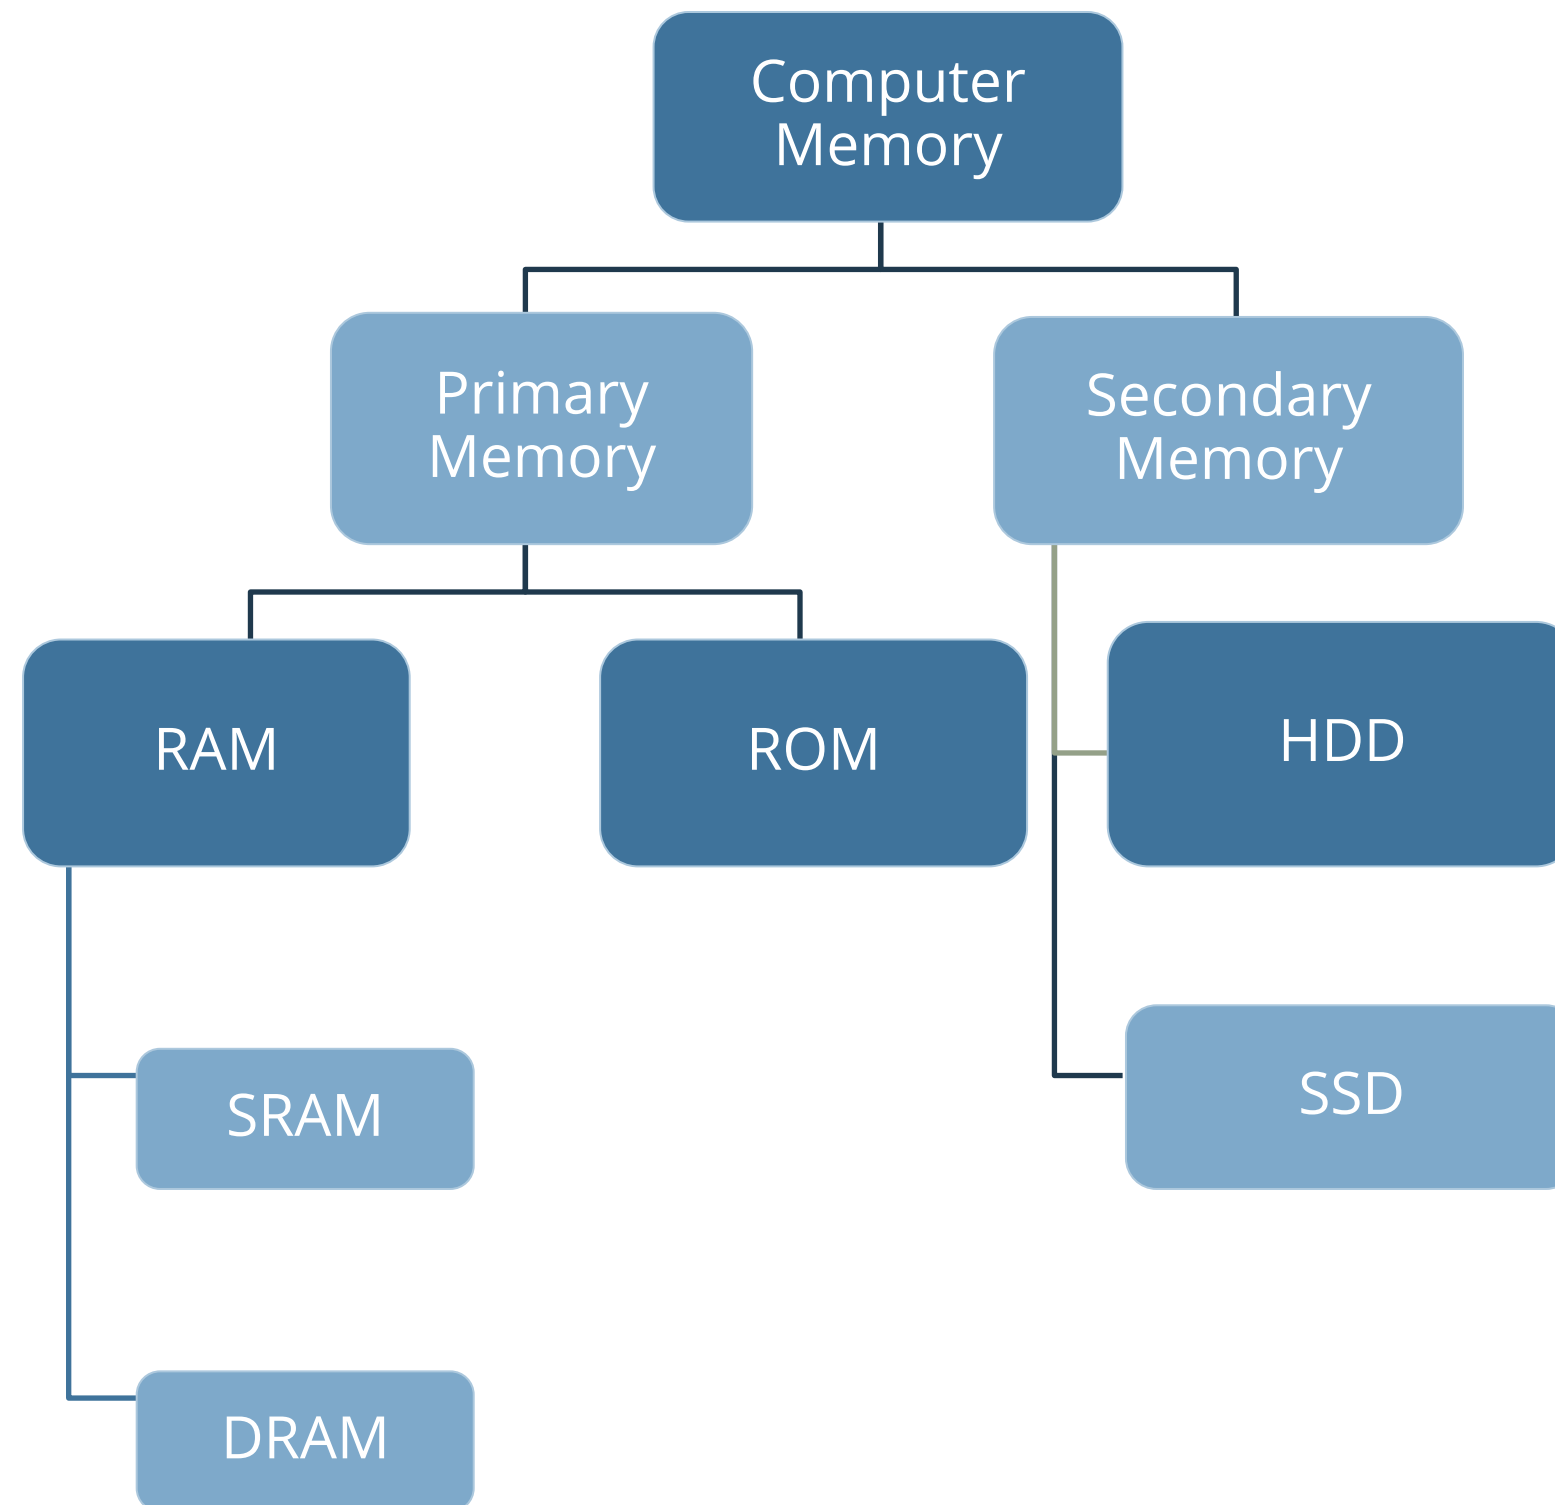 Computer
Memory
Primary
Memory
Secondary
Memory
RAM
ROM
HDD
SRAM
SSD
DRAM